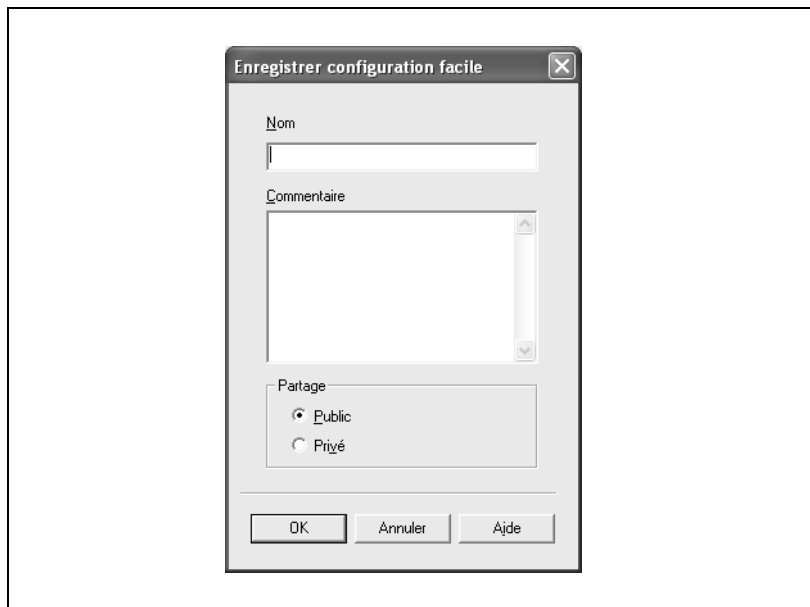 Enregistrer configuration facile
Nom
Commentaire
Partage
Public
Privé
OK Annuler Aide